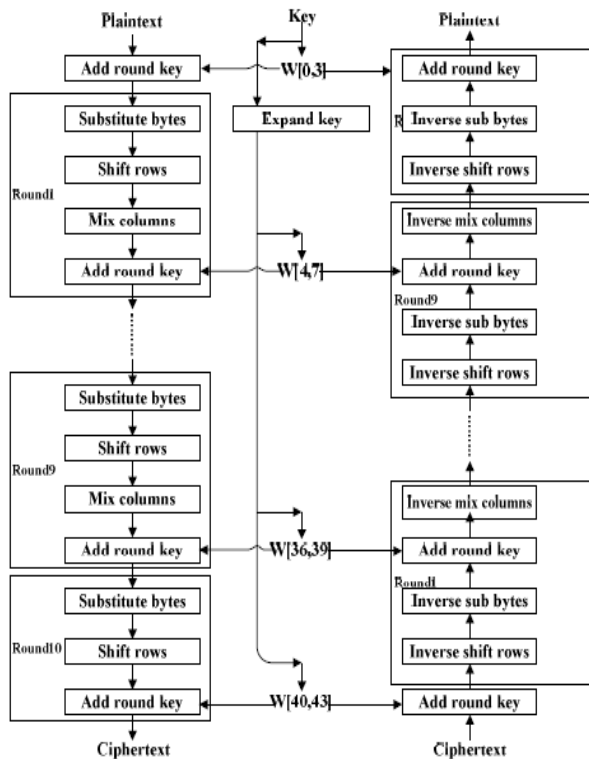 Plaintext
Add round key
Round1
Substitute bytes
Shift rows
Mix columns
Add round key
Round9
Substitute bytes
Shift rows
Mix columns
Add round key
Round10
Substitute bytes
Shift rows
Add round key
Ciphertext
Key
W[0,3]
Expand key
W[4,7]
W[36,39]
W[40,43]
Plaintext
Add round key
Inverse sub bytes
Inverse shift rows
Inverse mix columns
Add round key
Round9
Inverse sub bytes
Inverse shift rows
Inverse mix columns
Add round key
Round1
Inverse sub bytes
Inverse shift rows
Add round key
Ciphertext